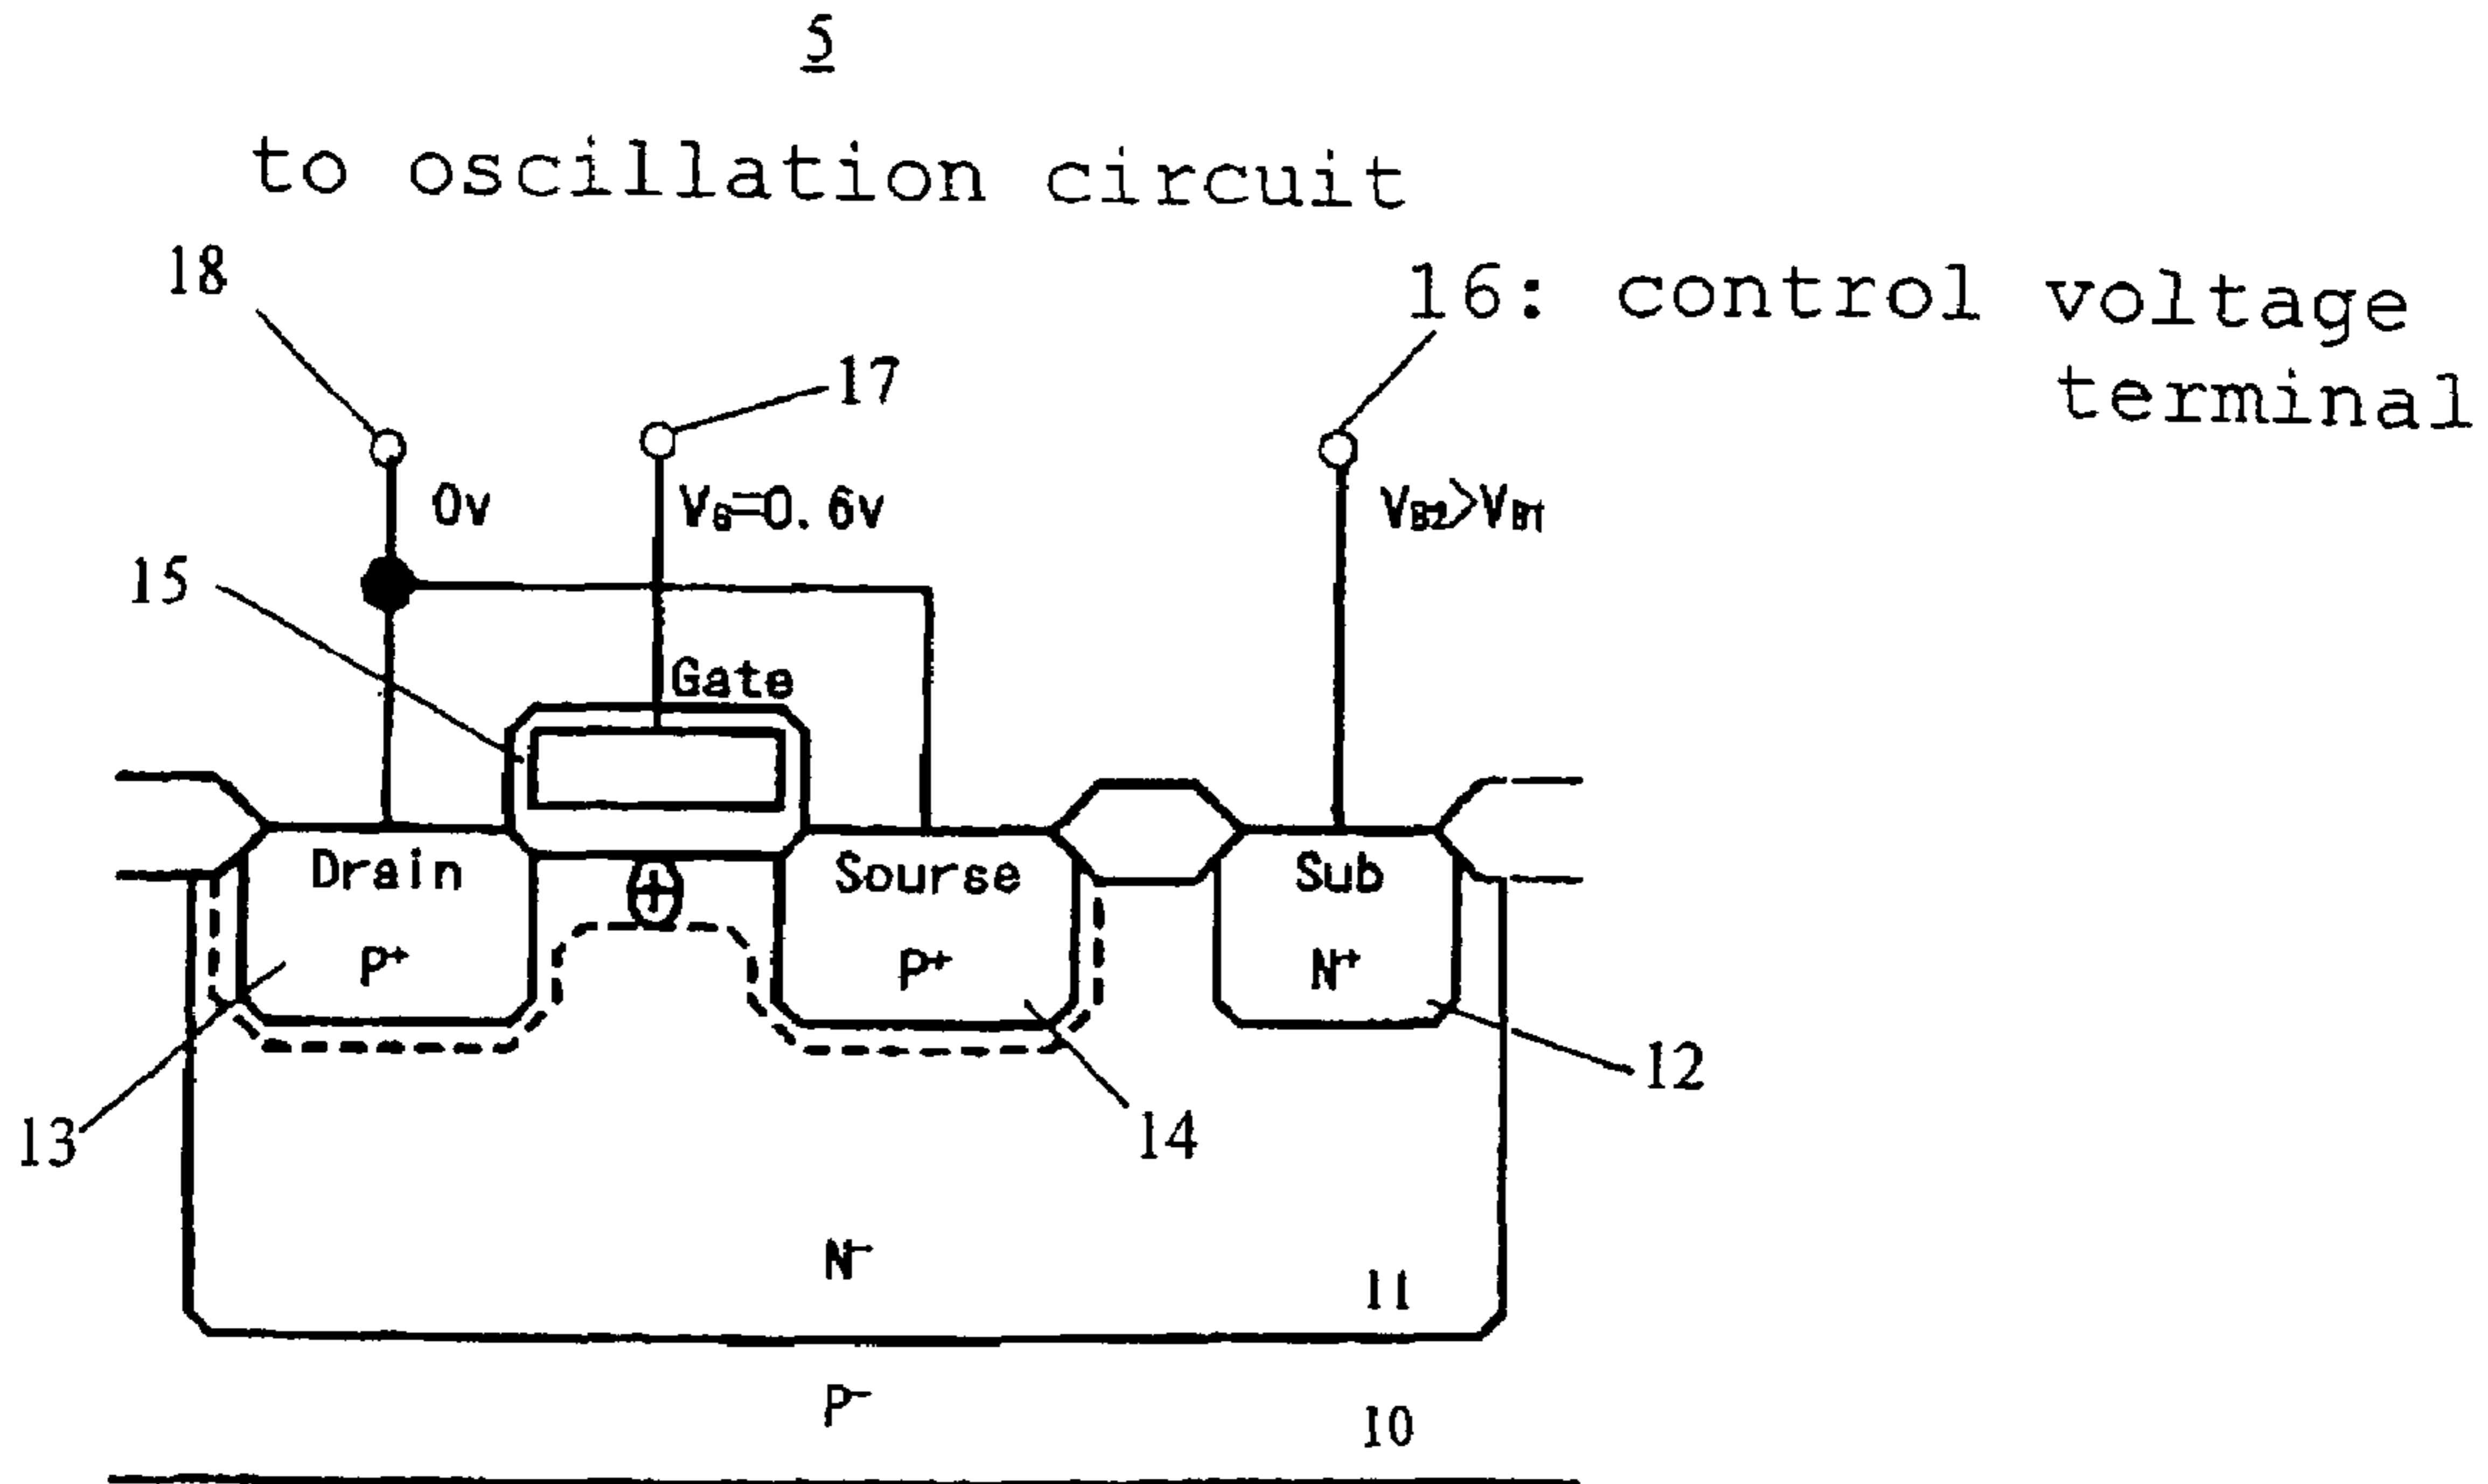 5
to oscillation circuit
18
16: control voltage
terminal
17
0v
VG=0.6v
VB2>VB1
15
Gate
Drain
Sourse
Sub
P+
P+
N+
12
13
14
N-
11
P-
10